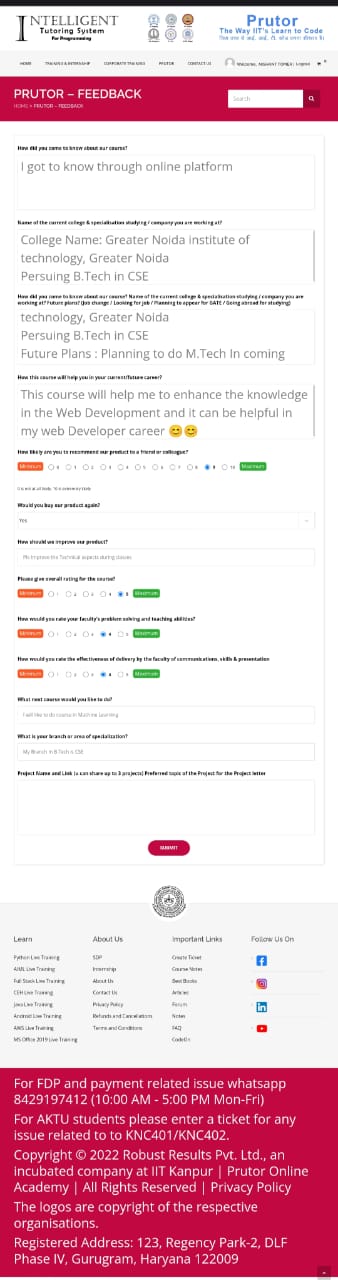 INTELLIGENT
Tutoring System
For Programming
Prutor
The Way IIT's Learn to Code
HOME
TRAINING & INTERNSHIP
CORPORATE TRAINING
PRUTOR
CONTACT US
PRUTOR – FEEDBACK
HOME > PRUTOR – FEEDBACK
Search
How did you come to know about our course?
I got to know through online platform
Name of the current college & specialisation studying / company you are working at?
College Name: Greater Noida institute of
technology, Greater Noida
Persuing B.Tech in CSE
How did you come to know about our course? Name of the current college & specialisation studying / company you are
working at? Future plans? (Job change / Looking for job / Planning to appear for GATE / Going abroad for studying)
technology, Greater Noida
Persuing B.Tech in CSE
Future Plans : Planning to do M.Tech In coming
How this course will help you in your current/future career?
This course will help me to enhance the knowledge
in the Web Development and it can be helpful in
my web Developer career 😊😊
How likely are you to recommend our product to a friend or colleague?
Minimum 0 1 2 3 4 5 6 7 8 9 10 Maximum
Would you buy our product again?
Yes
How should we improve our product?
Pls improve the Technical aspects during classes
Please give overall rating for the course?
Minimum 1 2 3 4 5 Maximum
How would you rate your faculty's problem solving and teaching abilities?
Minimum 1 2 3 4 5 Maximum
How would you rate the effectiveness of delivery by the faculty of communications, skills & presentation
Minimum 1 2 3 4 5 Maximum
What next course would you like to do?
I will like to do course in Machine Learning
What is your branch or area of specialization?
My Branch in B Tech is CSE
Project Name and Link (u can share up to 3 projects) Preferred topic of the Project for the Project letter
SUBMIT
Learn
Python Live Training
AIML Live Training
Full Stack Live Training
CEH Live Training
Java Live Training
Android Live Training
AWS Live Training
MS Office 2019 Live Training
About Us
SDP
Internship
About Us
Contact Us
Privacy Policy
Refunds and Cancellations
Terms and Conditions
Important Links
Create Ticket
Course Notes
Best Books
Articles
Forum
Notes
FAQ
CodeOn
Follow Us On
For FDP and payment related issue whatsapp
8429197412 (10:00 AM - 5:00 PM Mon-Fri)
For AKTU students please enter a ticket for any
issue related to to KNC401/KNC402.
Copyright © 2022 Robust Results Pvt. Ltd., an
incubated company at IIT Kanpur | Prutor Online
Academy | All Rights Reserved | Privacy Policy
The logos are copyright of the respective
organisations.
Registered Address: 123, Regency Park-2, DLF
Phase IV, Gurugram, Haryana 122009